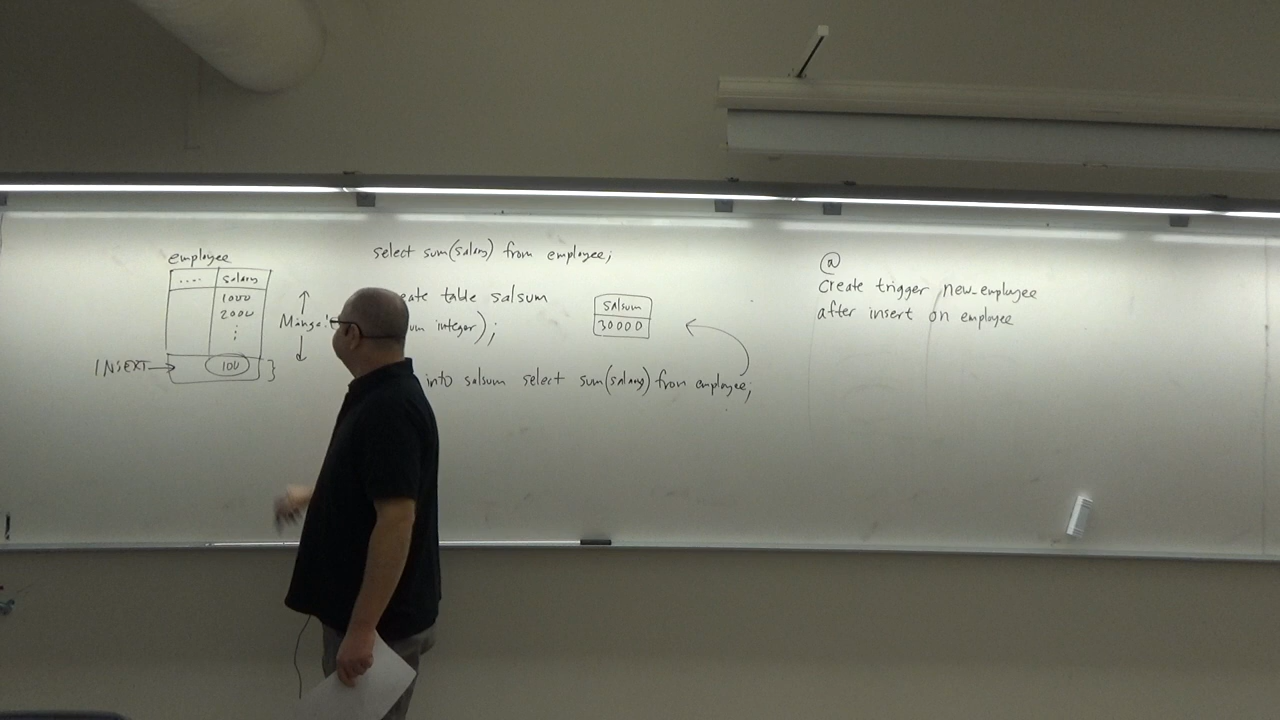 employee
.... salary
1000
2000
INSERT 100
select sum(salary) from employee;
eate table salsum
um integer);
into salsum select sum(salary) from employee;
salsum
30000
@
create trigger new_employee
after insert on employee